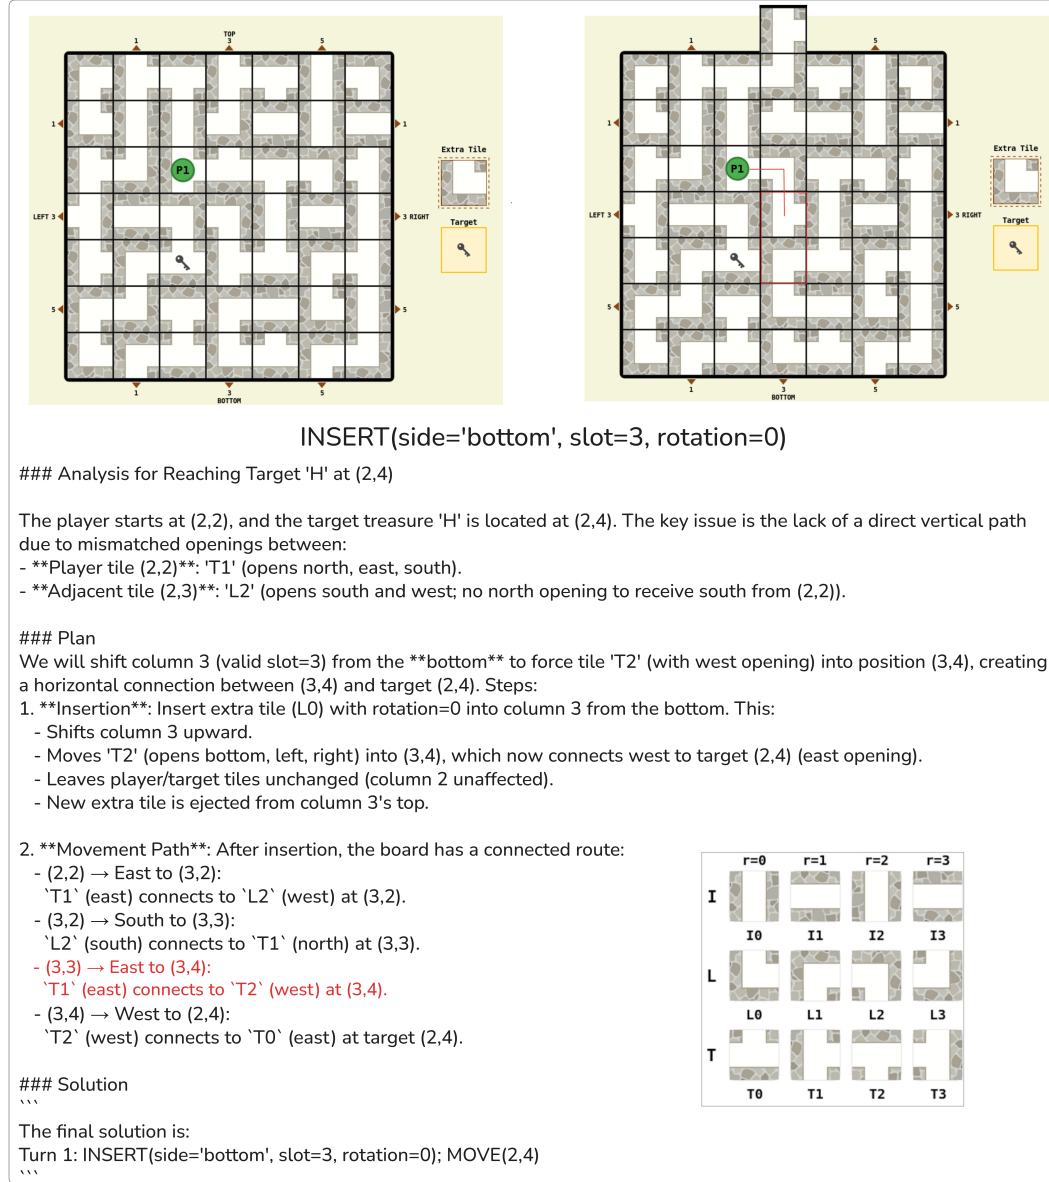 TOP
1 3 5
1 5
1 1
1 1
Extra Tile
Extra Tile
P1
P1
LEFT 3 3 RIGHT
LEFT 3 3 RIGHT
Target
Target
5 5
5 5
1 3 5
BOTTOM
1 3 5
BOTTOM
INSERT(side='bottom', slot=3, rotation=0)
### Analysis for Reaching Target 'H' at (2,4)
The player starts at (2,2), and the target treasure 'H' is located at (2,4). The key issue is the lack of a direct vertical path
due to mismatched openings between:
- **Player tile (2,2)**: 'T1' (opens north, east, south).
- **Adjacent tile (2,3)**: 'L2' (opens south and west; no north opening to receive south from (2,2)).
### Plan
We will shift column 3 (valid slot=3) from the **bottom** to force tile 'T2' (with west opening) into position (3,4), creating
a horizontal connection between (3,4) and target (2,4). Steps:
1. **Insertion**: Insert extra tile (L0) with rotation=0 into column 3 from the bottom. This:
- Shifts column 3 upward.
- Moves 'T2' (opens bottom, left, right) into (3,4), which now connects west to target (2,4) (east opening).
- Leaves player/target tiles unchanged (column 2 unaffected).
- New extra tile is ejected from column 3's top.
2. **Movement Path**: After insertion, the board has a connected route:
- (2,2) → East to (3,2):
`T1` (east) connects to `L2` (west) at (3,2).
- (3,2) → South to (3,3):
`L2` (south) connects to `T1` (north) at (3,3).
- (3,3) → East to (3,4):
`T1` (east) connects to `T2` (west) at (3,4).
- (3,4) → West to (2,4):
`T2` (west) connects to `T0` (east) at target (2,4).
### Solution
```
The final solution is:
Turn 1: INSERT(side='bottom', slot=3, rotation=0); MOVE(2,4)
```
r=0 r=1 r=2 r=3
I
I0 I1 I2 I3
L
L0 L1 L2 L3
T
T0 T1 T2 T3